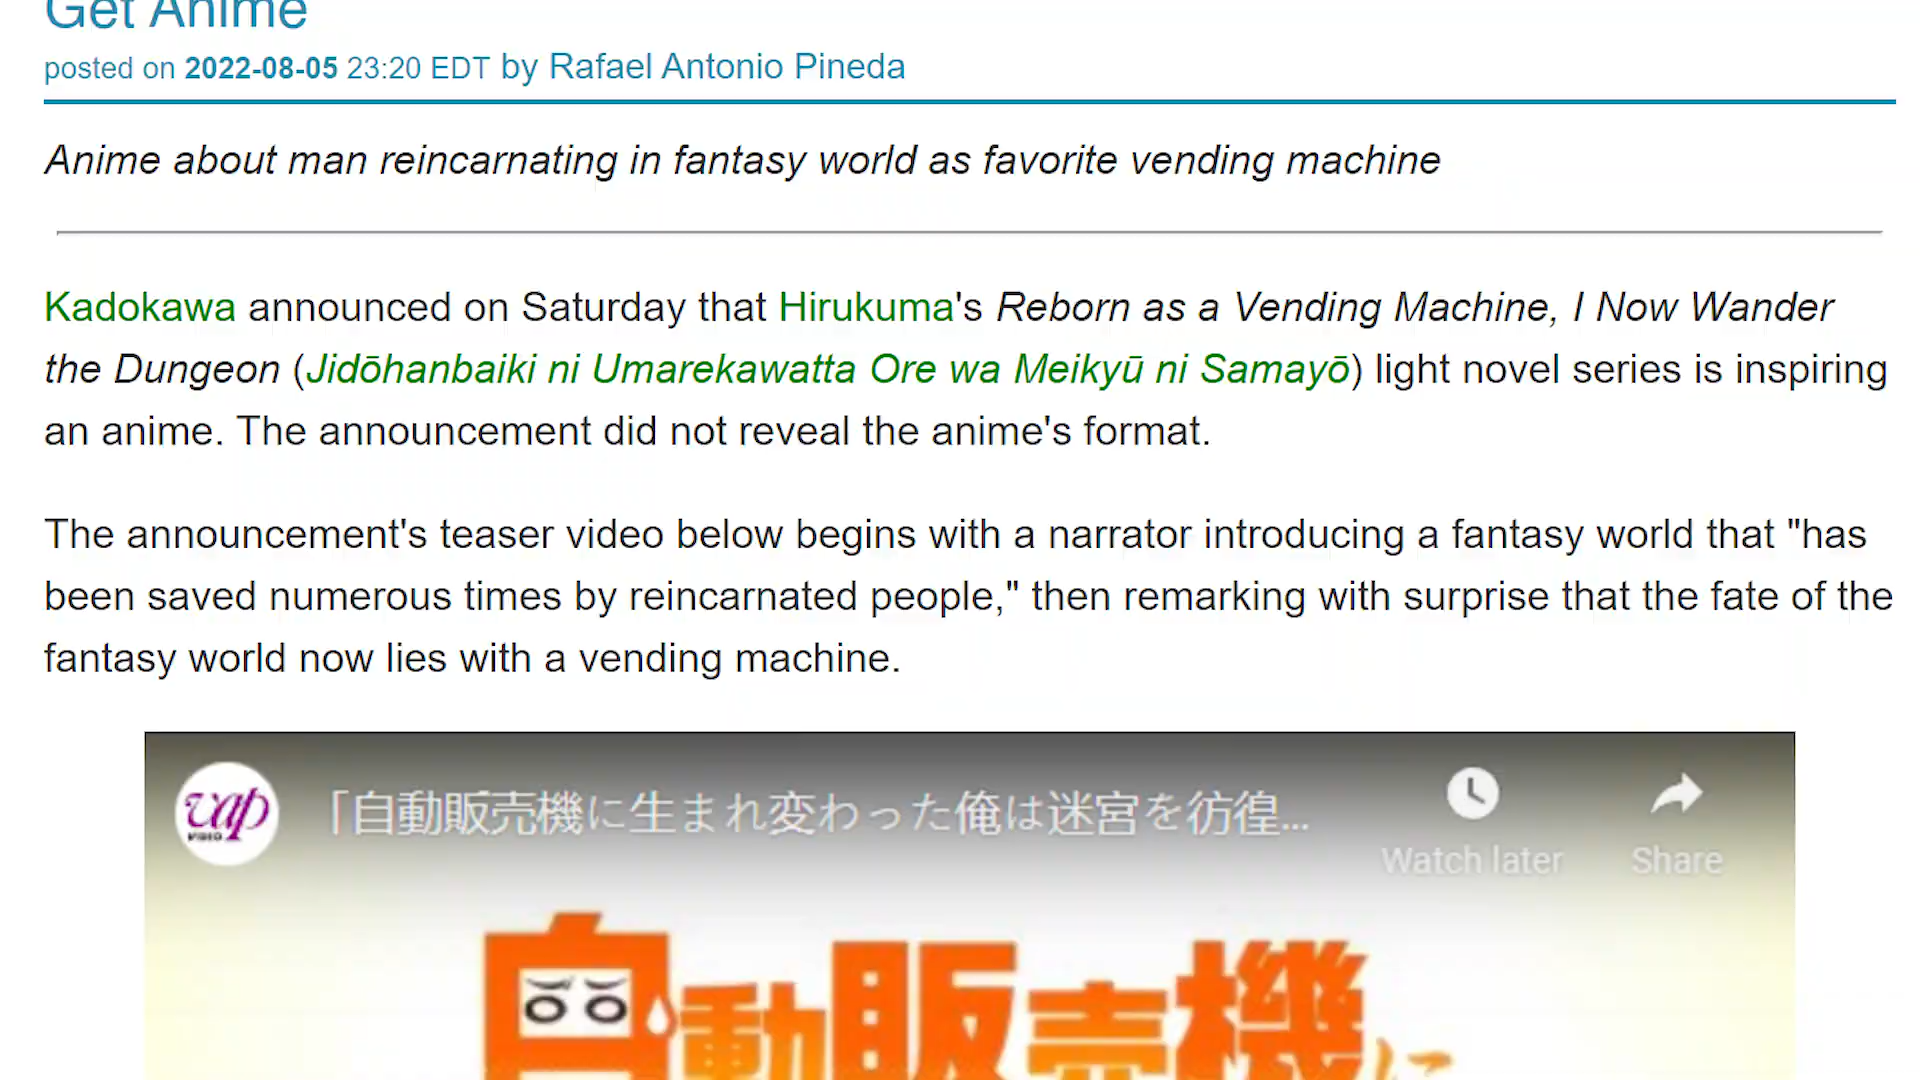 Get Anime
posted on 2022-08-05 23:20 EDT by Rafael Antonio Pineda
Anime about man reincarnating in fantasy world as favorite vending machine
Kadokawa announced on Saturday that Hirukuma's Reborn as a Vending Machine, I Now Wander
the Dungeon (Jidōhanbaiki ni Umarekawatta Ore wa Meikyū ni Samayō) light novel series is inspiring
an anime. The announcement did not reveal the anime's format.
The announcement's teaser video below begins with a narrator introducing a fantasy world that "has
been saved numerous times by reincarnated people," then remarking with surprise that the fate of the
fantasy world now lies with a vending machine.
vap
VIDEO
「自動販売機に生まれ変わった俺は迷宮を彷徨...
Watch later
Share
自動販売機に